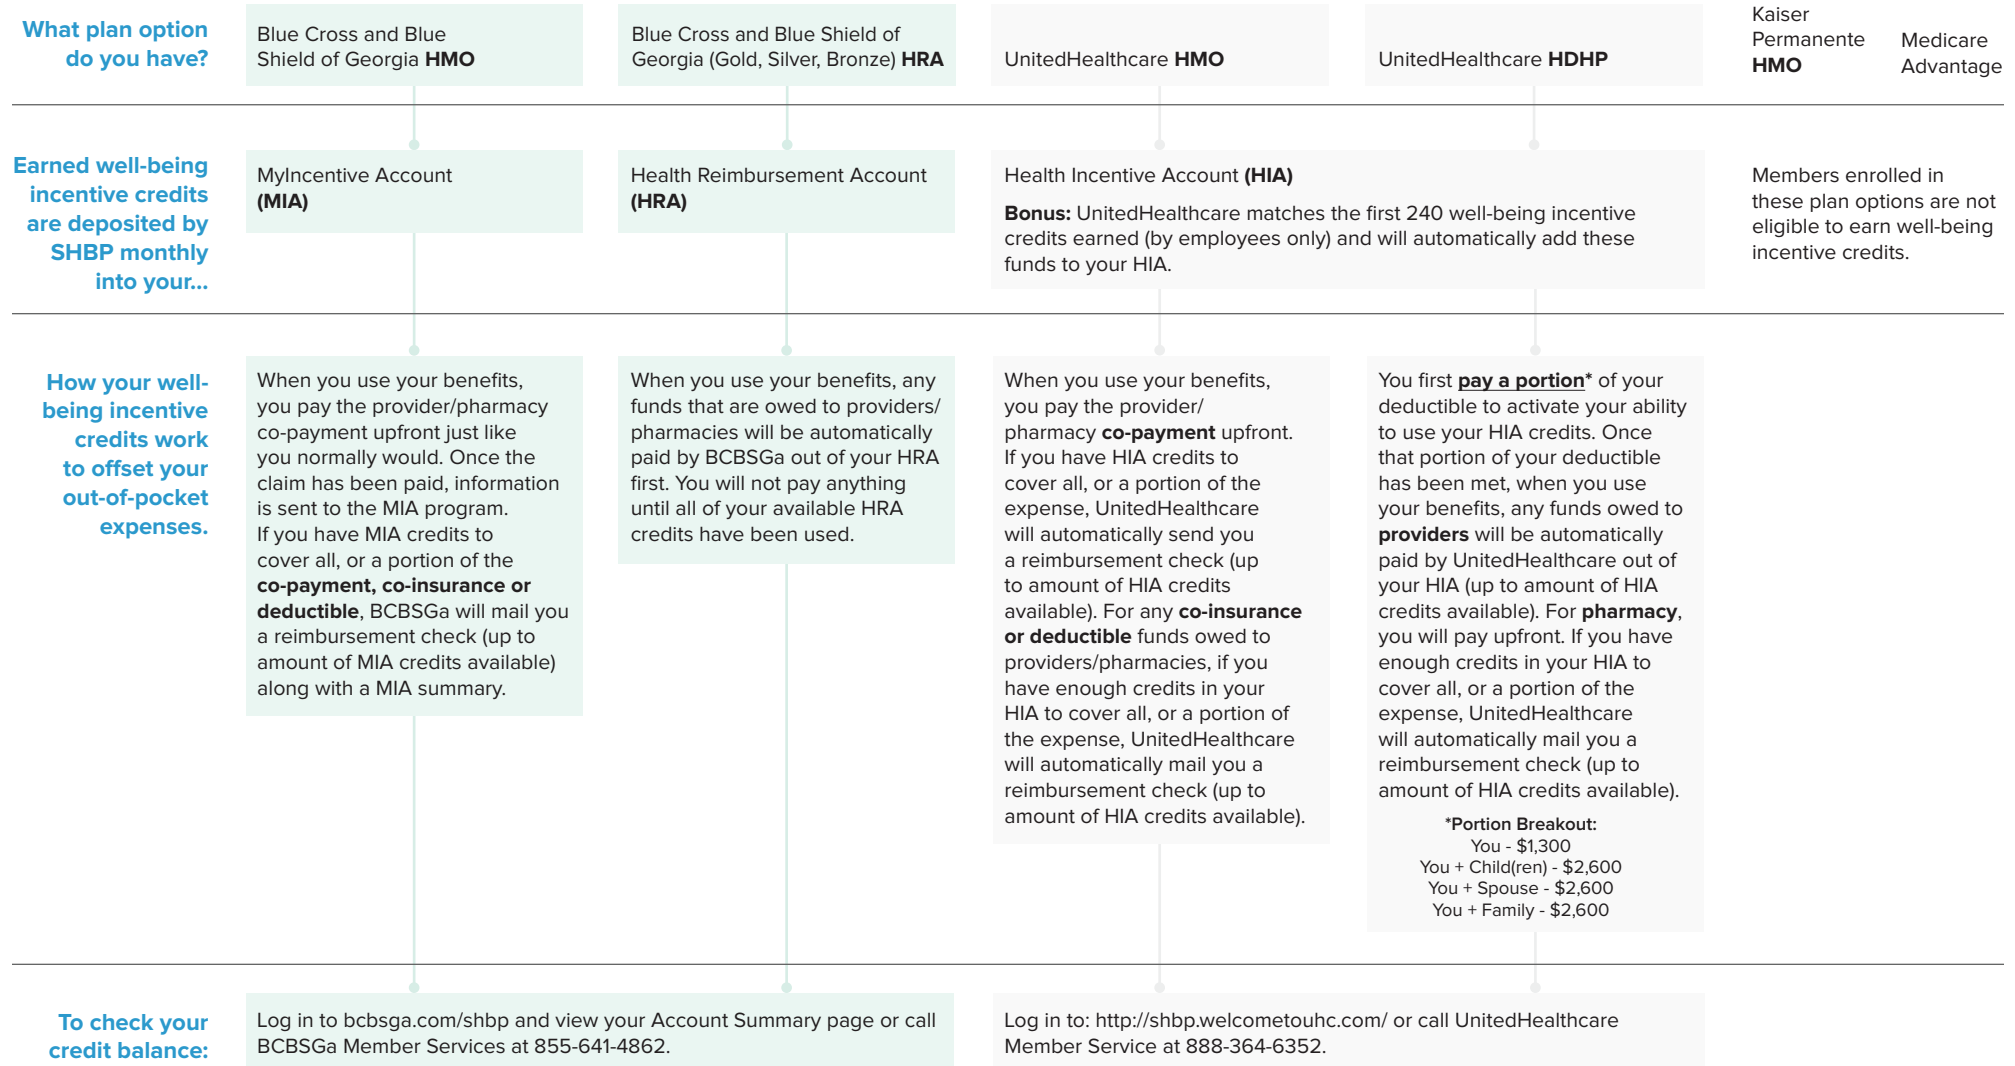 What plan option
do you have?
Blue Cross and Blue
Shield of Georgia HMO
Blue Cross and Blue Shield of
Georgia (Gold, Silver, Bronze) HRA
UnitedHealthcare HMO
UnitedHealthcare HDHP
Kaiser
Permanente
HMO
Medicare
Advantage
Earned well-being
incentive credits
are deposited by
SHBP monthly
into your...
MyIncentive Account
(MIA)
Health Reimbursement Account
(HRA)
Health Incentive Account (HIA)
Bonus: UnitedHealthcare matches the first 240 well-being incentive
credits earned (by employees only) and will automatically add these
funds to your HIA.
Members enrolled in
these plan options are not
eligible to earn well-being
incentive credits.
How your well-
being incentive
credits work
to offset your
out-of-pocket
expenses.
When you use your benefits,
you pay the provider/pharmacy
co-payment upfront just like
you normally would. Once the
claim has been paid, information
is sent to the MIA program.
If you have MIA credits to
cover all, or a portion of the
co-payment, co-insurance or
deductible, BCBSGa will mail you
a reimbursement check (up to
amount of MIA credits available)
along with a MIA summary.
When you use your benefits, any
funds that are owed to providers/
pharmacies will be automatically
paid by BCBSGa out of your HRA
first. You will not pay anything
until all of your available HRA
credits have been used.
When you use your benefits,
you pay the provider/
pharmacy co-payment upfront.
If you have HIA credits to
cover all, or a portion of the
expense, UnitedHealthcare
will automatically send you
a reimbursement check (up
to amount of HIA credits
available). For any co-insurance
or deductible funds owed to
providers/pharmacies, if you
have enough credits in your
HIA to cover all, or a portion of
the expense, UnitedHealthcare
will automatically mail you a
reimbursement check (up to
amount of HIA credits available).
You first pay a portion* of your
deductible to activate your ability
to use your HIA credits. Once
that portion of your deductible
has been met, when you use
your benefits, any funds owed to
providers will be automatically
paid by UnitedHealthcare out of
your HIA (up to amount of HIA
credits available). For pharmacy,
you will pay upfront. If you have
enough credits in your HIA to
cover all, or a portion of the
expense, UnitedHealthcare
will automatically mail you a
reimbursement check (up to
amount of HIA credits available).
*Portion Breakout:
You - $1,300
You + Child(ren) - $2,600
You + Spouse - $2,600
You + Family - $2,600
To check your
credit balance:
Log in to bcbsga.com/shbp and view your Account Summary page or call
BCBSGa Member Services at 855-641-4862.
Log in to: http://shbp.welcometouhc.com/ or call UnitedHealthcare
Member Service at 888-364-6352.